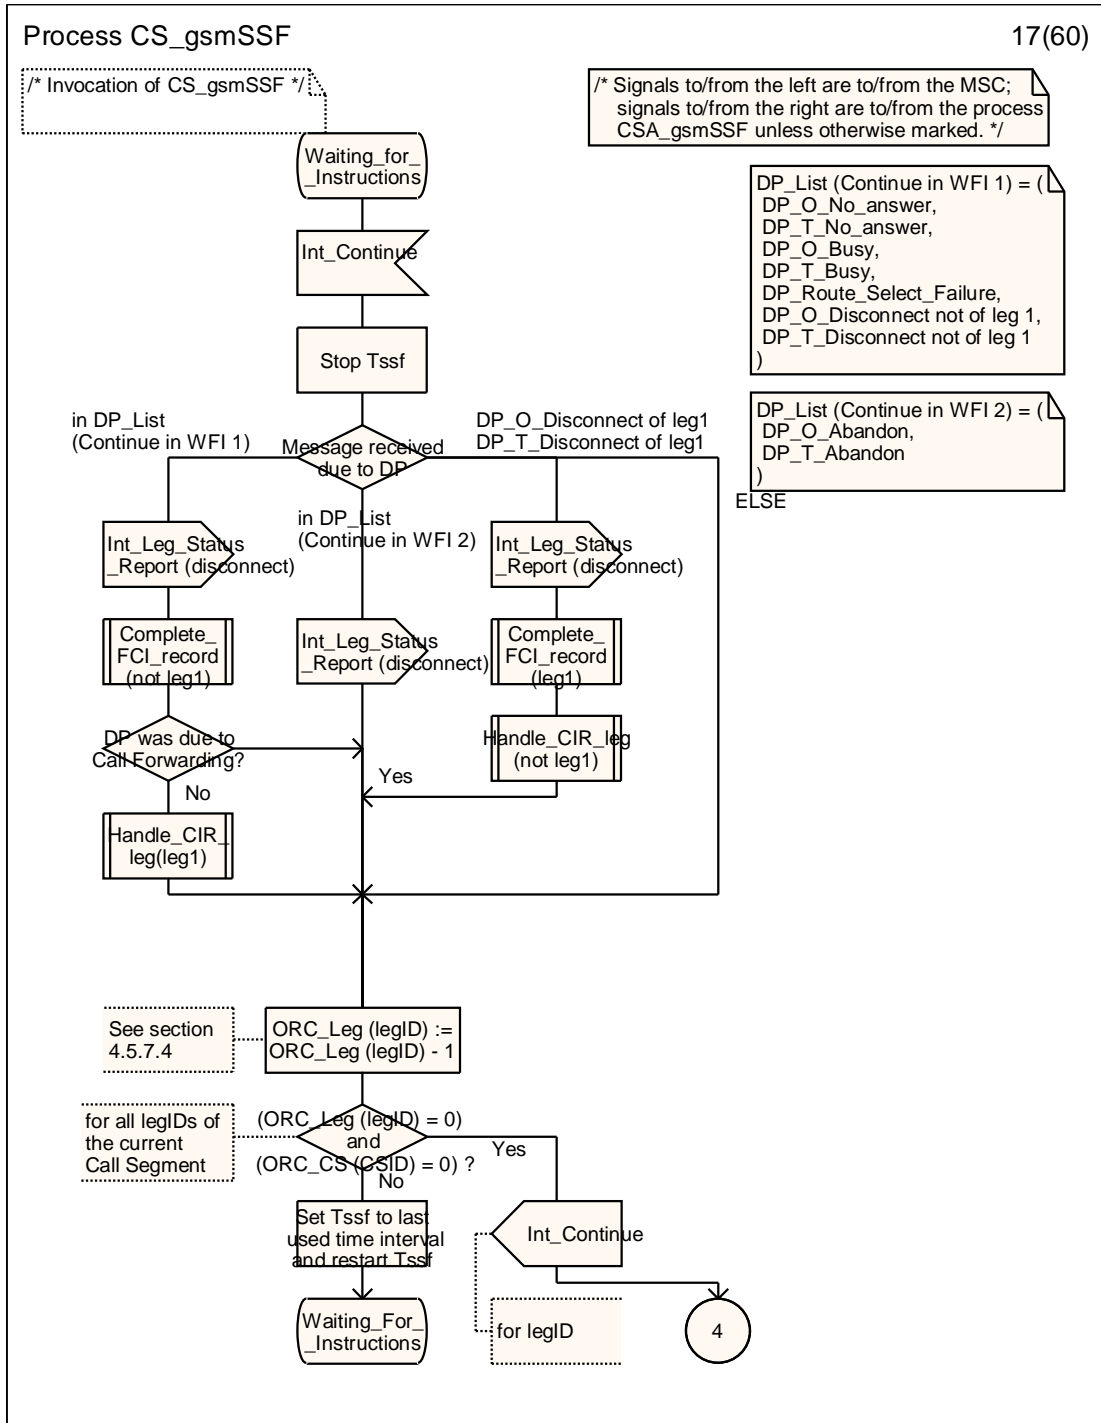 Process CS_gsmSSF
17(60)
/* Invocation of CS_gsmSSF */
/* Signals to/from the left are to/from the MSC;
signals to/from the right are to/from the process
CSA_gsmSSF unless otherwise marked. */
Waiting_for_
_Instructions
DP_List (Continue in WFI 1) = (
DP_O_No_answer,
DP_T_No_answer,
DP_O_Busy,
DP_T_Busy,
DP_Route_Select_Failure,
DP_O_Disconnect not of leg 1,
DP_T_Disconnect not of leg 1
)
Int_Continue
Stop Tssf
DP_List (Continue in WFI 2) = (
DP_O_Abandon,
DP_T_Abandon
)
in DP_List
(Continue in WFI 1)
Message received
due to DP
DP_O_Disconnect of leg1
DP_T_Disconnect of leg1
ELSE
in DP_List
(Continue in WFI 2)
Int_Leg_Status
_Report (disconnect)
Int_Leg_Status
_Report (disconnect)
Complete_
FCI_record
(not leg1)
Int_Leg_Status
_Report (disconnect)
Complete_
FCI_record
(leg1)
DP was due to
Call Forwarding?
Handle_CIR_leg
(not leg1)
Yes
No
Handle_CIR_
leg(leg1)
See section
4.5.7.4
ORC_Leg (legID) :=
ORC_Leg (legID) - 1
for all legIDs of
the current
Call Segment
(ORC_Leg (legID) = 0)
and
(ORC_CS (CSID) = 0) ?
Yes
No
Set Tssf to last
used time interval
and restart Tssf
Int_Continue
Waiting_For_
_Instructions
for legID
4